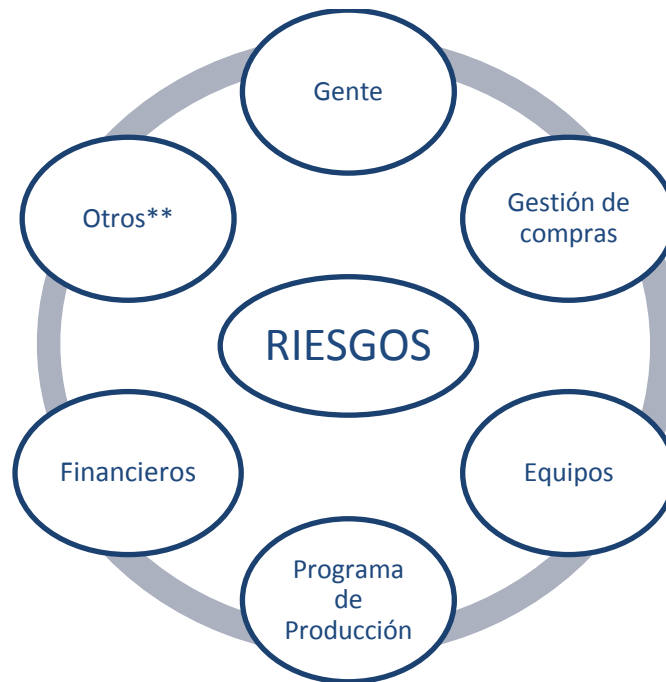 Gente
Otros**
Gestión de
compras
RIESGOS
Financieros
Equipos
Programa
de
Producción